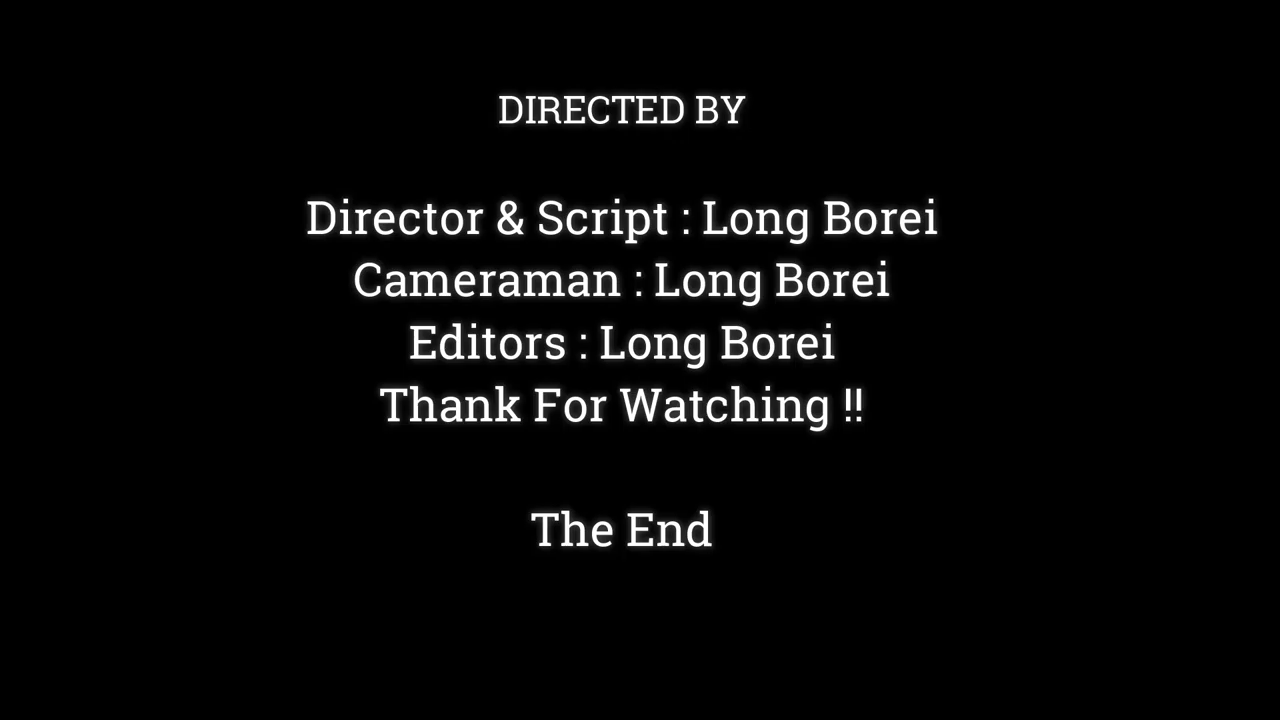 DIRECTED BY
Director & Script : Long Borei
Cameraman : Long Borei
Editors : Long Borei
Thank For Watching !!
The End